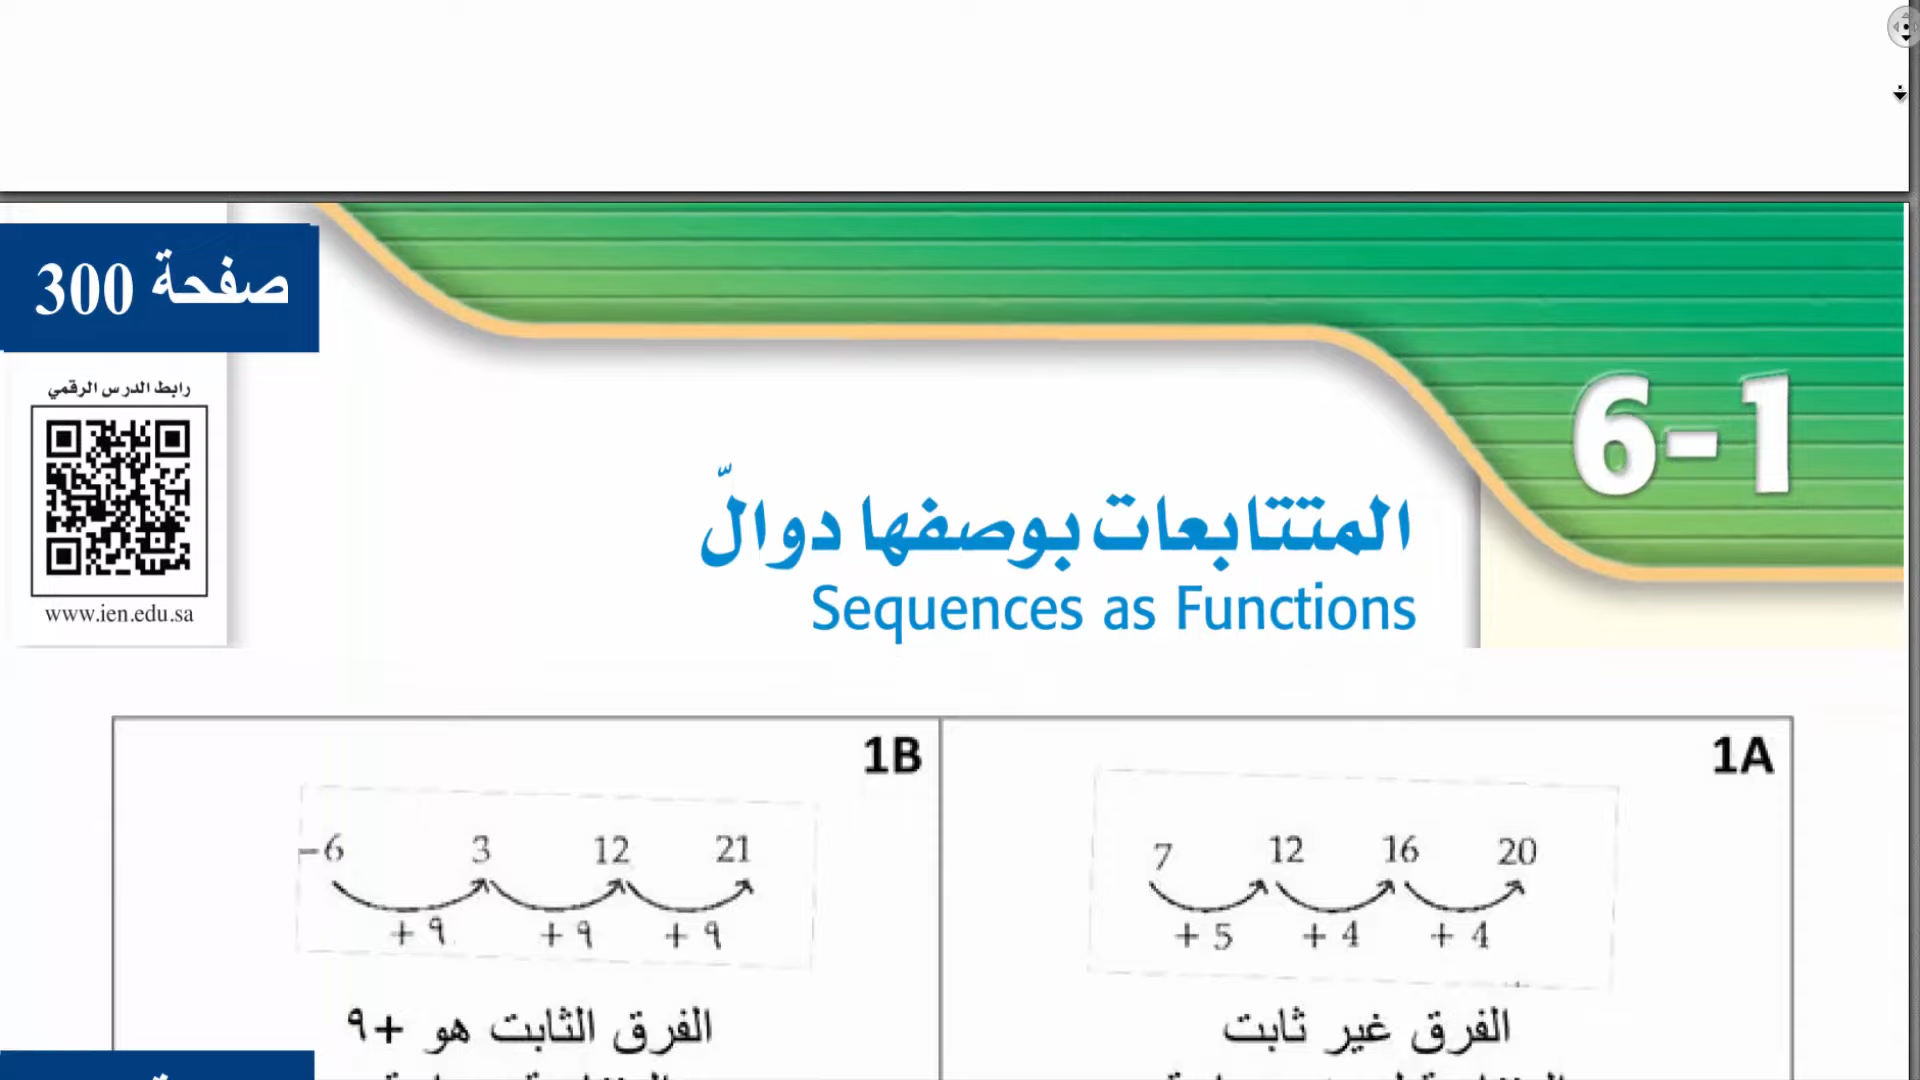 صفحة 300
رابط الدرس الرقمي
www.ien.edu.sa
6-1
المتتابعات بوصفها دوالّ
Sequences as Functions
1A
7 12 16 20
+ 5 + 4 + 4
الفرق غير ثابت
1B
−6 3 12 21
+ ٩ + ٩ + ٩
الفرق الثابت هو +٩